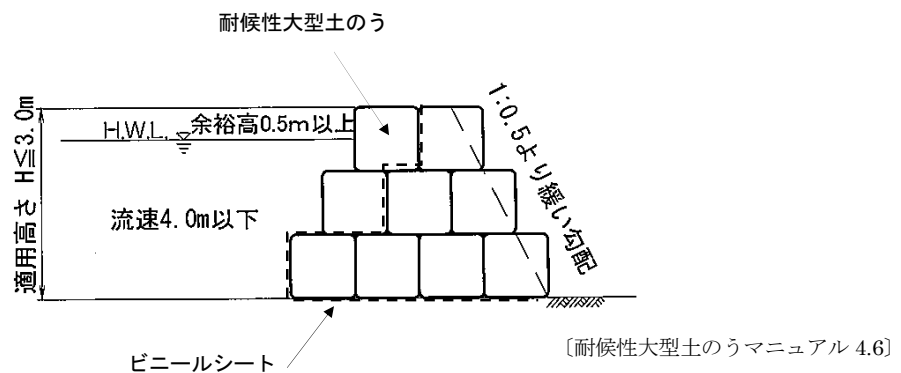 耐候性大型土のう
適用高さ H≦3.0m
H.W.L.
余裕高0.5m以上
1:0.5より緩い勾配
流速4.0m以下
ビニールシート
〔耐候性大型土のうマニュアル 4.6〕